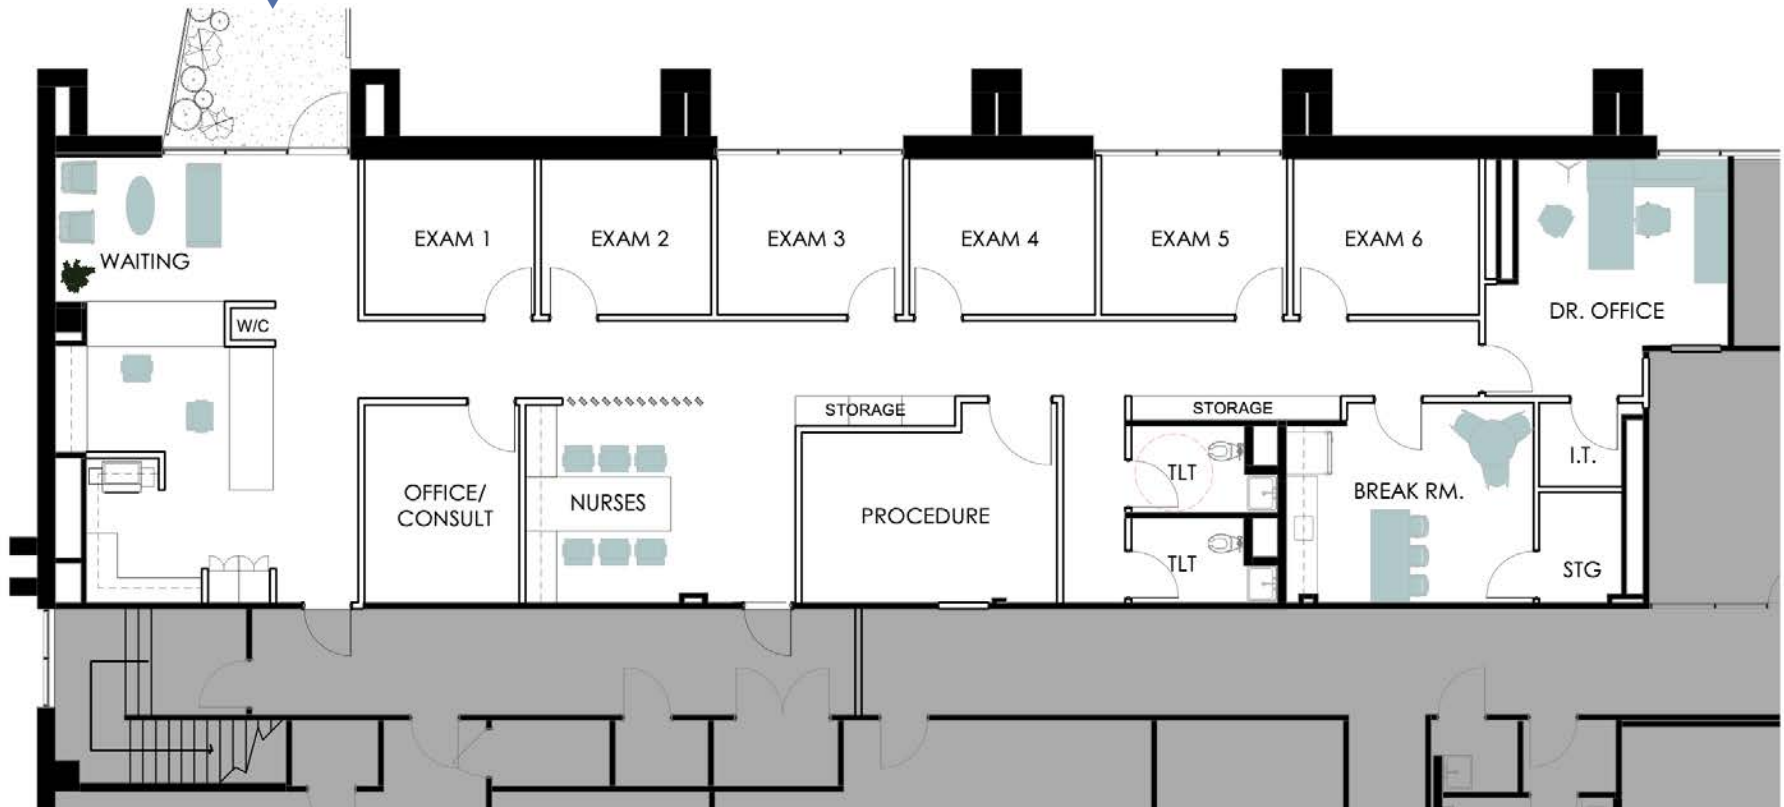 EXAM 1
EXAM 2
EXAM 3
EXAM 4
EXAM 5
EXAM 6
WAITING
DR. OFFICE
W/C
STORAGE
STORAGE
I.T.
TLT
BREAK RM.
OFFICE/
CONSULT
NURSES
PROCEDURE
TLT
STG